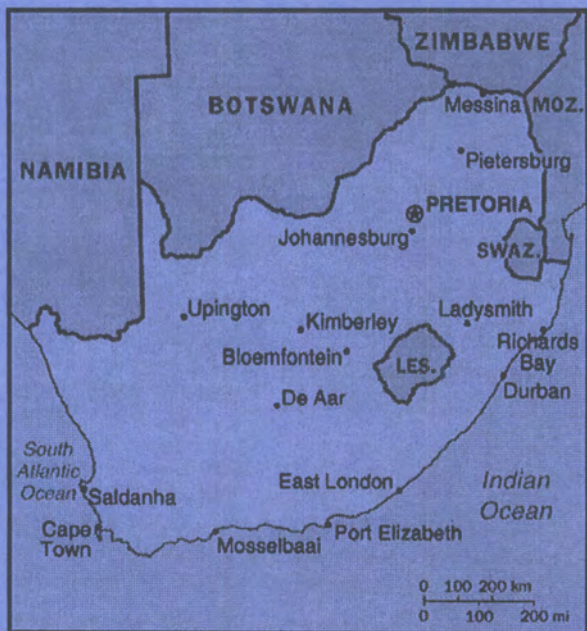 ZIMBABWE
BOTSWANA
Messina
MOZ.
NAMIBIA
Pietersburg
PRETORIA
Johannesburg
SWAZ.
Upington
Kimberley
Ladysmith
Richards
Bay
Bloemfontein
LES.
Durban
De Aar
South
Atlantic
Ocean
Saldanha
East London
Indian
Ocean
Cape
Town
Mosselbaai
Port Elizabeth
0 100 200 km
0 100 200 mi